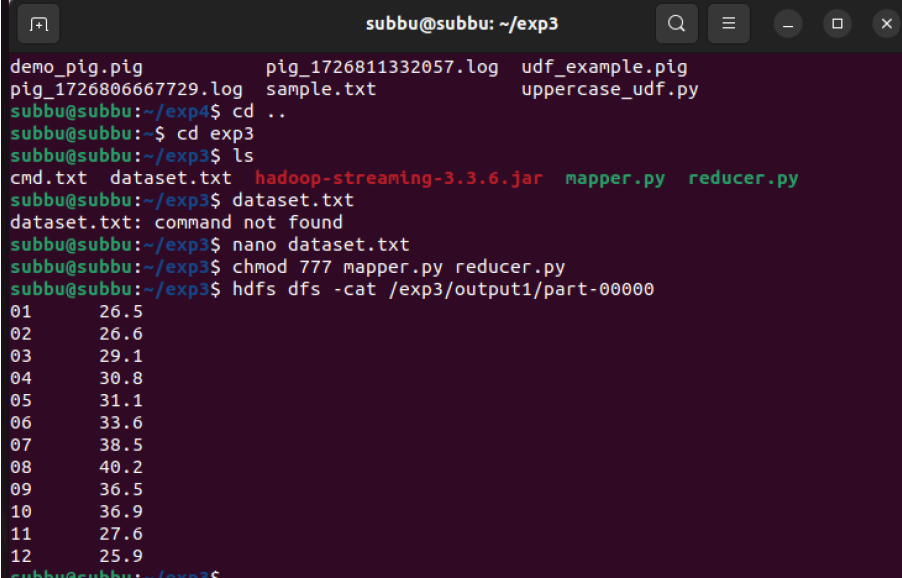 subbu@subbu: ~/exp3
demo_pig.pig pig_1726811332057.log udf_example.pig
pig_1726806667729.log sample.txt uppercase_udf.py
subbu@subbu:~/exp4$ cd ..
subbu@subbu:~$ cd exp3
subbu@subbu:~/exp3$ ls
cmd.txt dataset.txt hadoop-streaming-3.3.6.jar mapper.py reducer.py
subbu@subbu:~/exp3$ dataset.txt
dataset.txt: command not found
subbu@subbu:~/exp3$ nano dataset.txt
subbu@subbu:~/exp3$ chmod 777 mapper.py reducer.py
subbu@subbu:~/exp3$ hdfs dfs -cat /exp3/output1/part-00000
01 26.5
02 26.6
03 29.1
04 30.8
05 31.1
06 33.6
07 38.5
08 40.2
09 36.5
10 36.9
11 27.6
12 25.9
subbu@subbu:~/exp3$